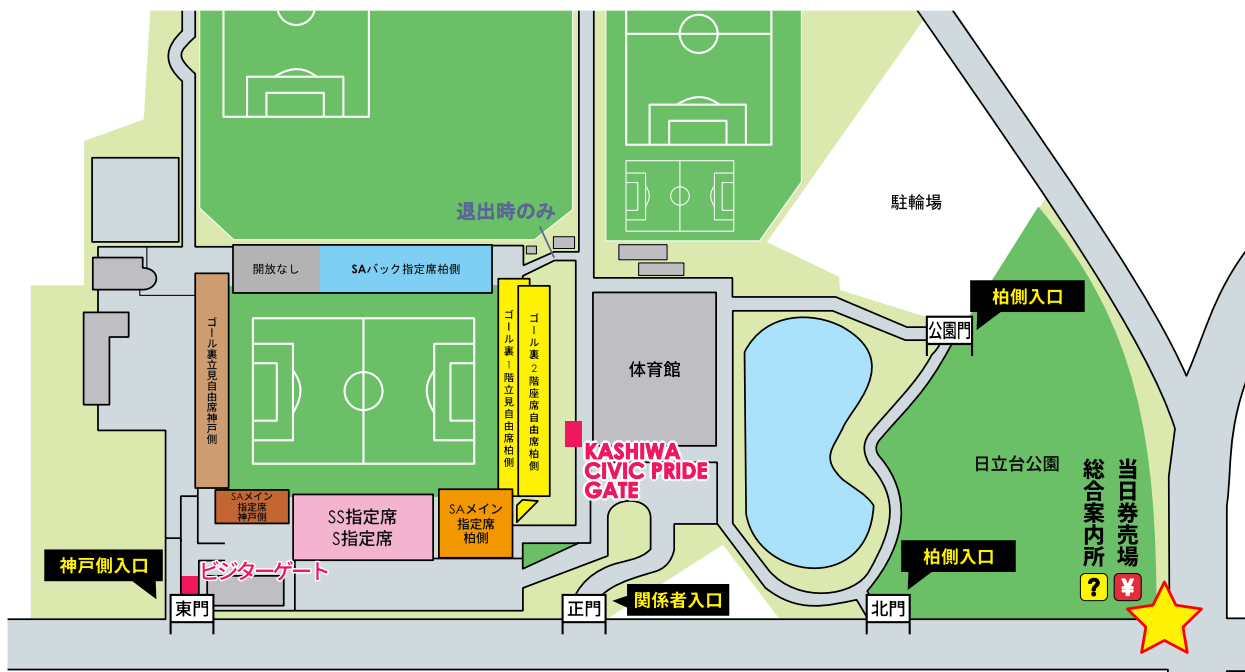 駐輪場
退出時のみ
開放なし
SAバック指定席柏側
柏側入口
公園門
ゴール裏立見自由席神戸側
ゴール裏1階立見自由席柏側
ゴール裏2階座席自由席柏側
体育館
KASHIWA
CIVIC PRIDE
GATE
日立台公園
当日券売場
総合案内所
?
¥
SAメイン
指定席
神戸側
SS指定席
S指定席
SAメイン
指定席
柏側
神戸側入口
ビジターゲート
東門
正門
関係者入口
柏側入口
北門